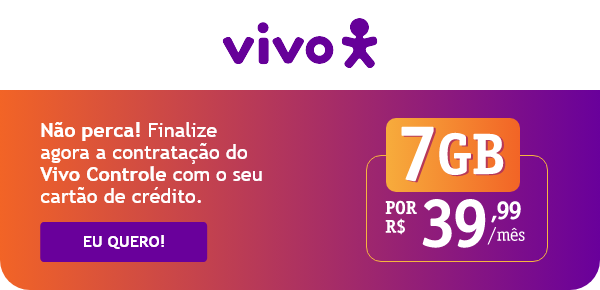 vivo
Não perca! Finalize
agora a contratação do
Vivo Controle com o seu
cartão de crédito.
EU QUERO!
7GB
POR
R$ 39,99
/mês